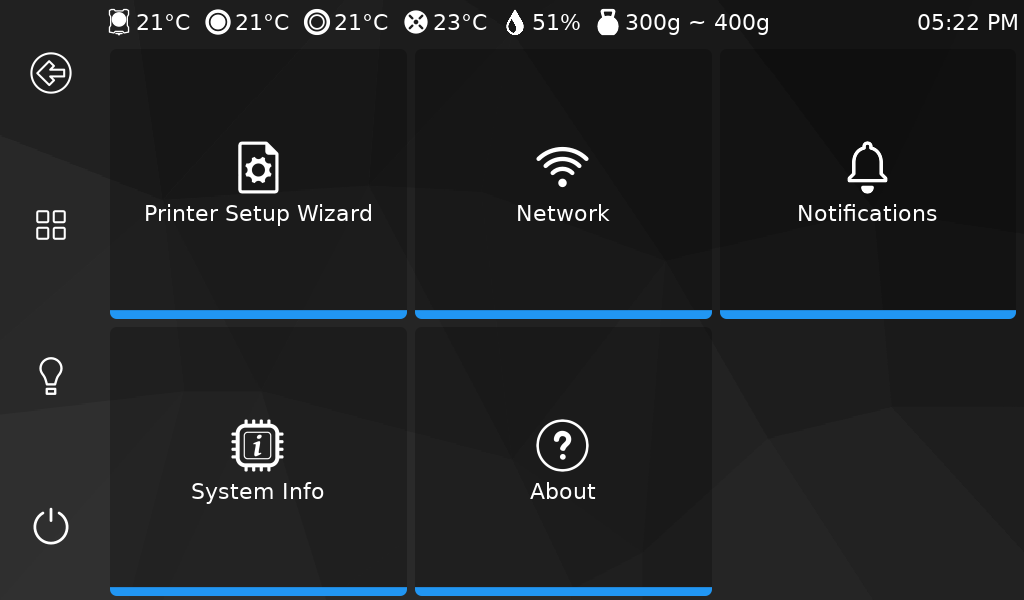 21°C 21°C 21°C 23°C 51% 300g ~ 400g 05:22 PM
Printer Setup Wizard
Network
Notifications
System Info
About